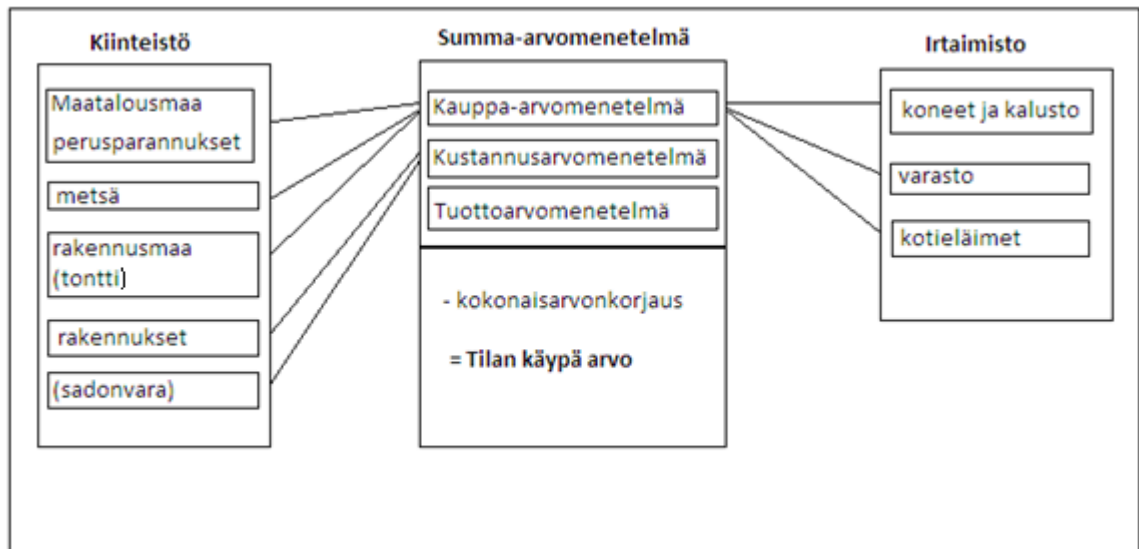 Kiinteistö
Maatalousmaa
perusparannukset
metsä
rakennusmaa
(tontti)
rakennukset
(sadonvara)
Summa-arvomenetelmä
Kauppa-arvomenetelmä
Kustannusarvomenetelmä
Tuottoarvomenetelmä
- kokonaisarvonkorjaus
= Tilan käypä arvo
Irtaimisto
koneet ja kalusto
varasto
kotieläimet